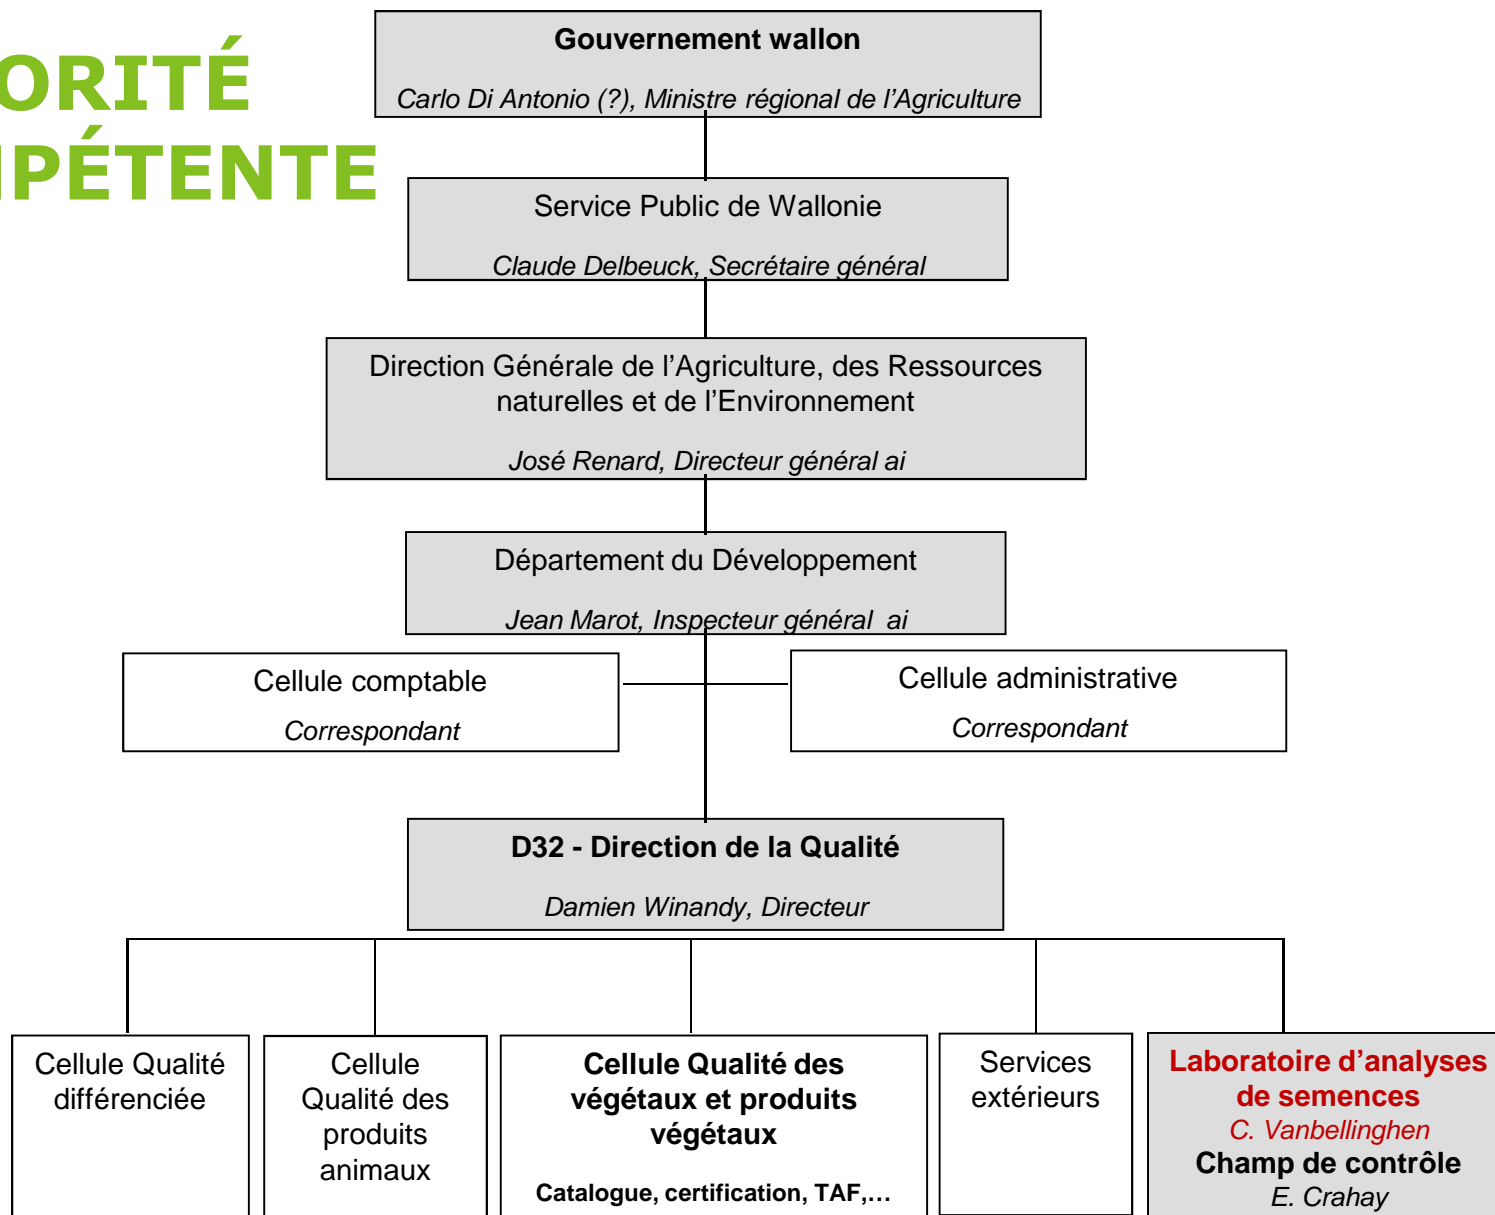 ORITÉ
MPÉTENTE
Gouvernement wallon
Carlo Di Antonio (?), Ministre régional de l’Agriculture
Service Public de Wallonie
Claude Delbeuck, Secrétaire général
Direction Générale de l’Agriculture, des Ressources
naturelles et de l’Environnement
José Renard, Directeur général ai
Département du Développement
Jean Marot, Inspecteur général ai
Cellule comptable
Correspondant
Cellule administrative
Correspondant
D32 - Direction de la Qualité
Damien Winandy, Directeur
Cellule Qualité
différenciée
Cellule
Qualité des
produits
animaux
Cellule Qualité des
végétaux et produits
végétaux
Catalogue, certification, TAF,…
Services
extérieurs
Laboratoire d’analyses
de semences
C. Vanbellinghen
Champ de contrôle
E. Crahay